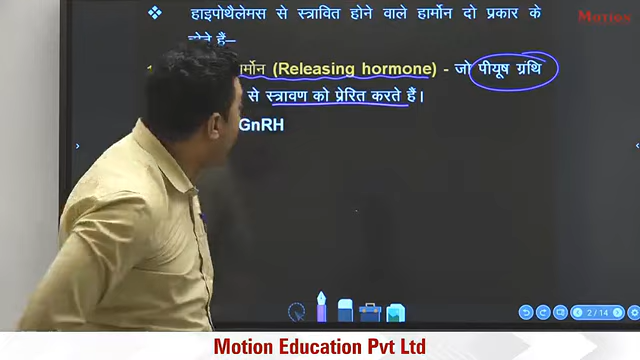 ❖ हाइपोथैलेमस से स्त्रावित होने वाले हार्मोन दो प्रकार के
Motion
होते हैं–
हार्मोन (Releasing hormone) - जो पीयूष ग्रंथि
से स्त्रावण को प्रेरित करते हैं।
GnRH
2 / 14
Motion Education Pvt Ltd